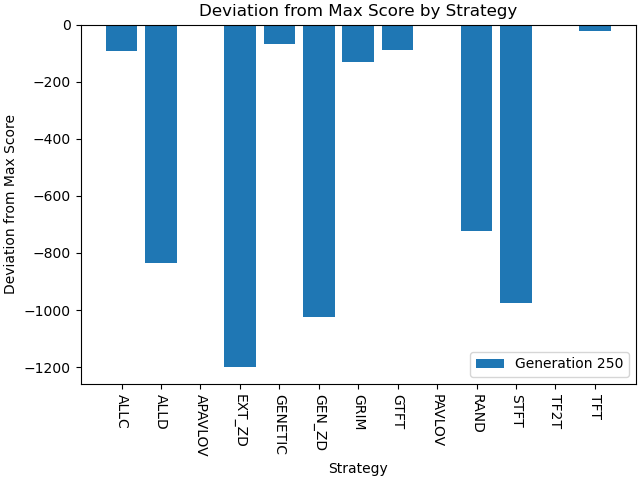 Deviation from Max Score by Strategy
Deviation from Max Score
0
−200
−400
−600
−800
−1000
−1200
Generation 250
ALLC
ALLD
APAVLOV
EXT_ZD
GENETIC
GEN_ZD
GRIM
GTFT
PAVLOV
RAND
STFT
TF2T
TFT
Strategy